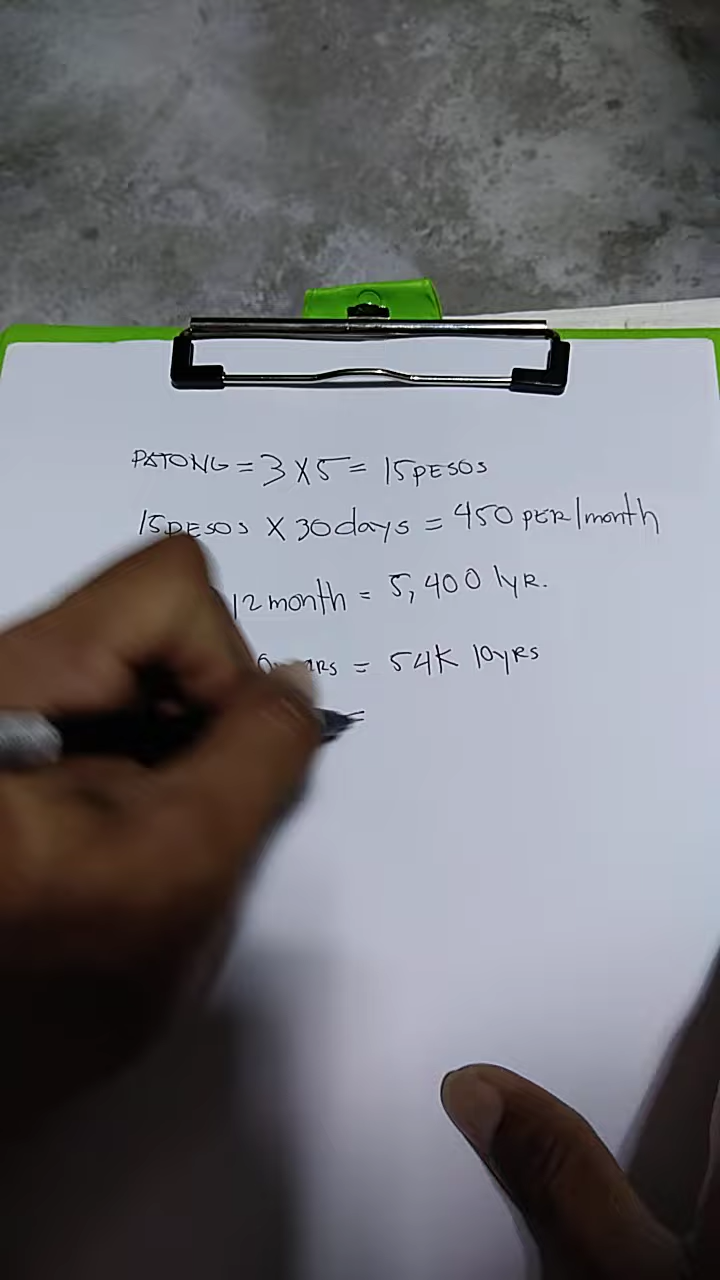 PATONG = 3 X 5 = 15 PESOS
15 PESOS X 30 days = 450 PER/month
12 month = 5,400 1yr.
= 54K 10yRS
=